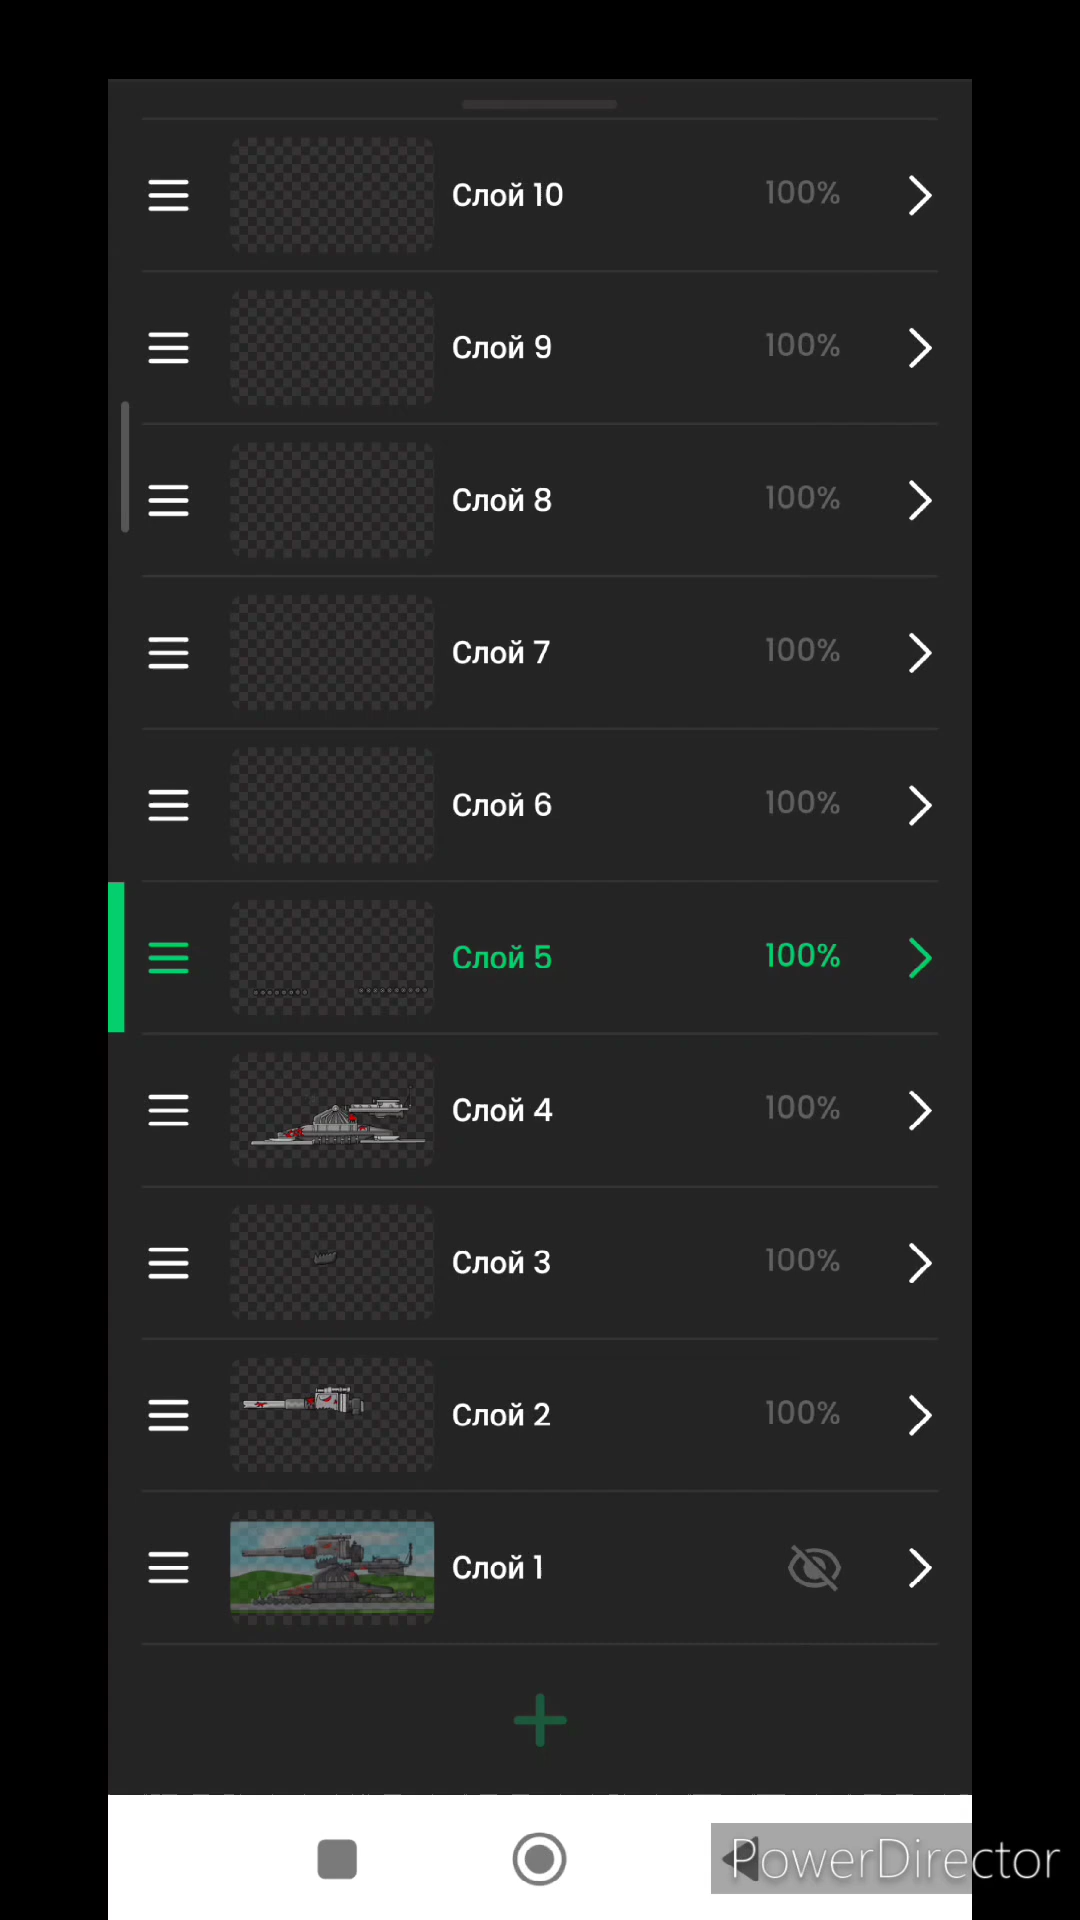 Слой 10 100%
Слой 9 100%
Слой 8 100%
Слой 7 100%
Слой 6 100%
Слой 5 100%
Слой 4 100%
Слой 3 100%
Слой 2 100%
Слой 1
PowerDirector